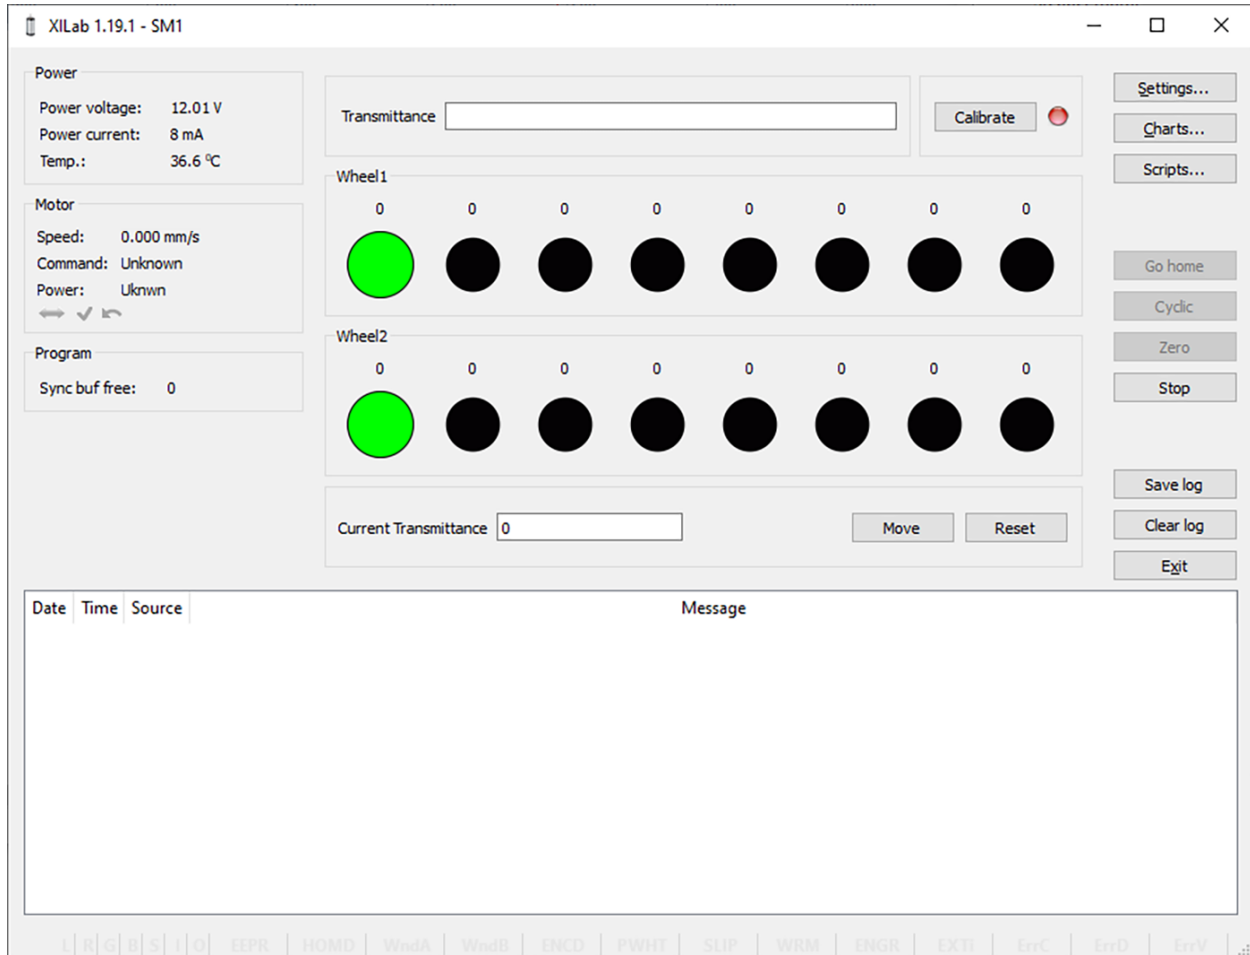 XILab 1.19.1 - SM1
Power
Power voltage: 12.01 V
Power current: 8 mA
Temp.: 36.6 ⁰C
Motor
Speed: 0.000 mm/s
Command: Unknown
Power: Uknwn
Program
Sync buf free: 0
Transmittance
Calibrate
Wheel1
0 0 0 0 0 0 0 0
Wheel2
0 0 0 0 0 0 0 0
Current Transmittance 0
Move Reset
Settings...
Charts...
Scripts...
Go home
Cyclic
Zero
Stop
Save log
Clear log
Exit
Date Time Source Message
L R G B S I O EEPR HOMD WndA WndB ENCD PWHT SLIP WRM ENGR EXTi ErrC ErrD ErrV